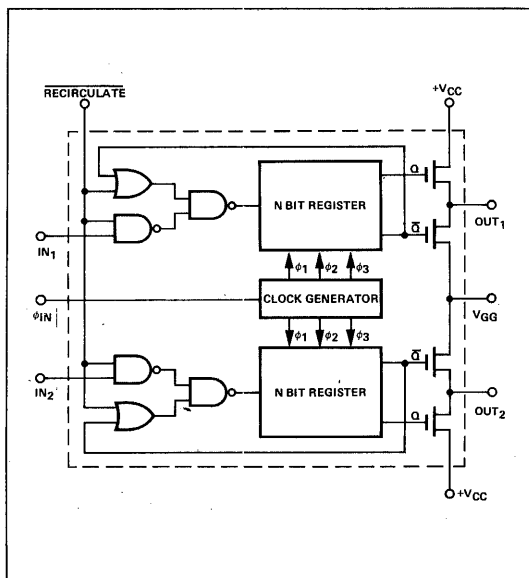 RECIRCULATE
+VCC
Q
N BIT REGISTER
OUT1
Q̅
IN1
ϕ1 ϕ2 ϕ3
ϕIN
CLOCK GENERATOR
VGG
ϕ1 ϕ2 ϕ3
Q̅
IN2
N BIT REGISTER
OUT2
Q
+VCC